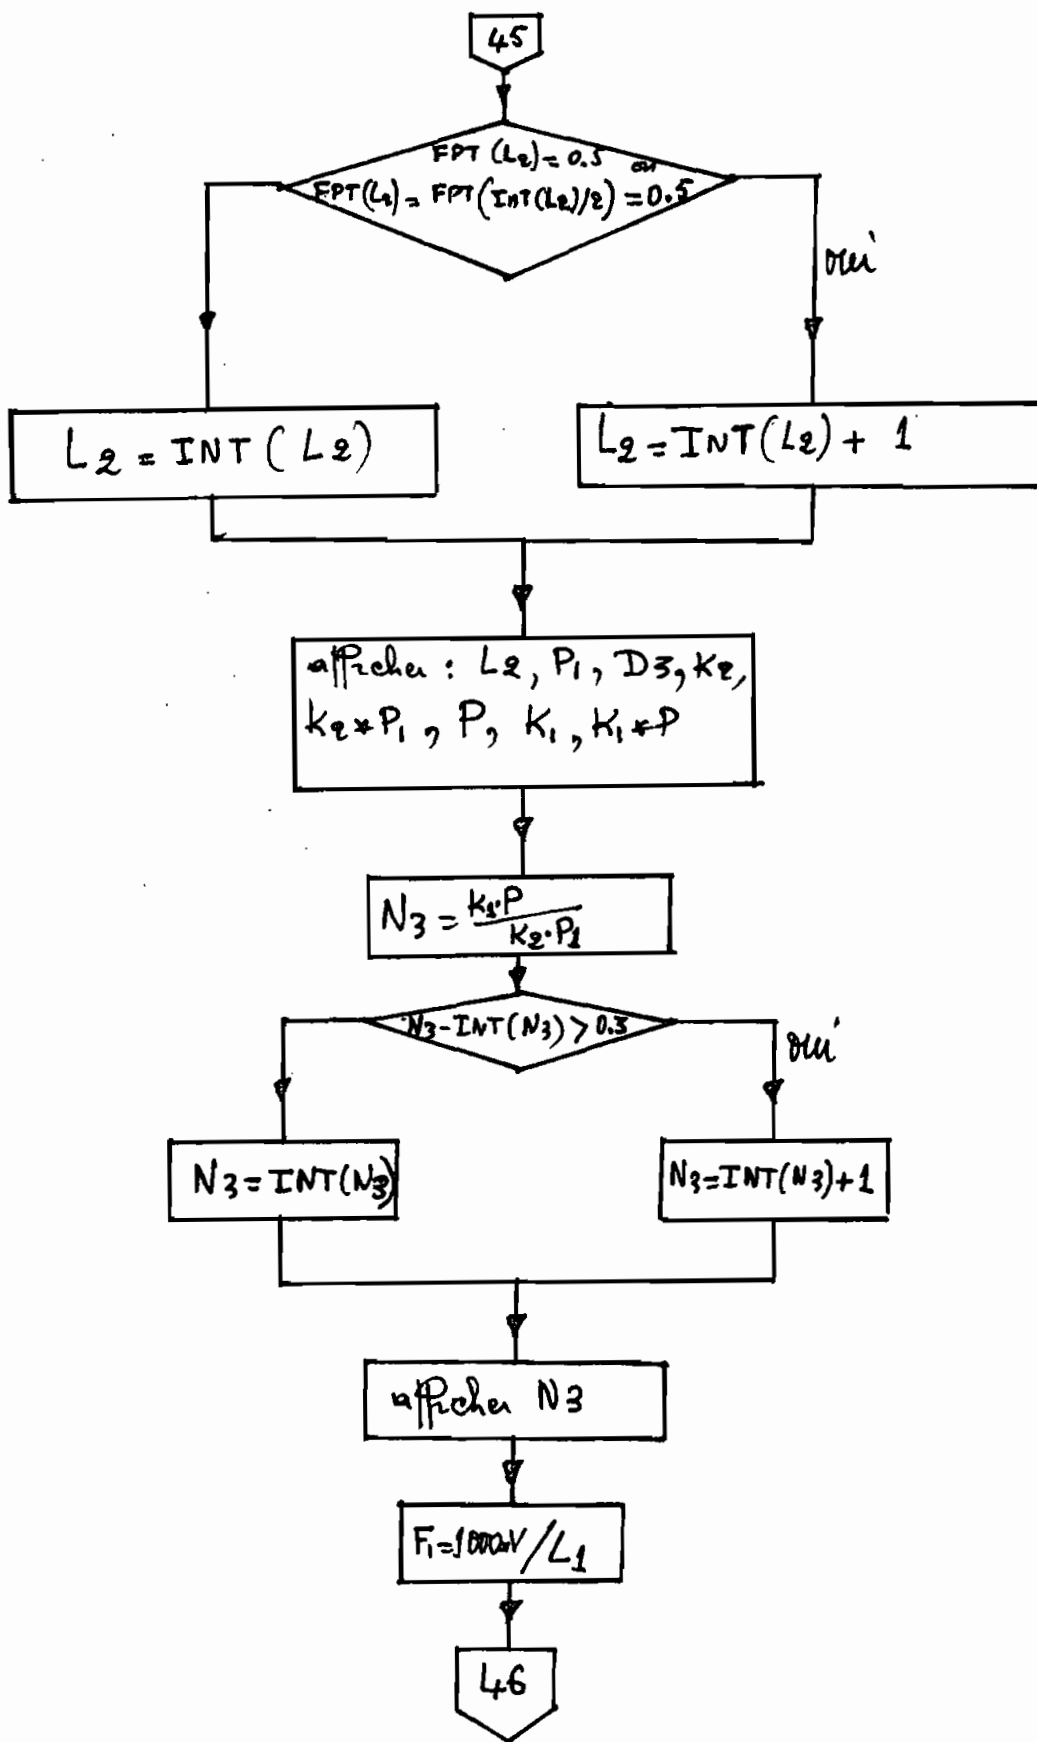 45
FPT (L2) = 0.5 ou
FPT(L2) = FPT(INT(L2)/2) = 0.5
oui
L2 = INT ( L2)
L2 = INT(L2) + 1
afficher : L2, P1, D3, K2,
K2*P1, P, K1, K1*P
N3 = K1.P / K2.P1
N3-INT(N3) > 0.5
oui
N3 = INT(N3)
N3=INT(N3)+1
afficher N3
F1=1000*V/L1
46